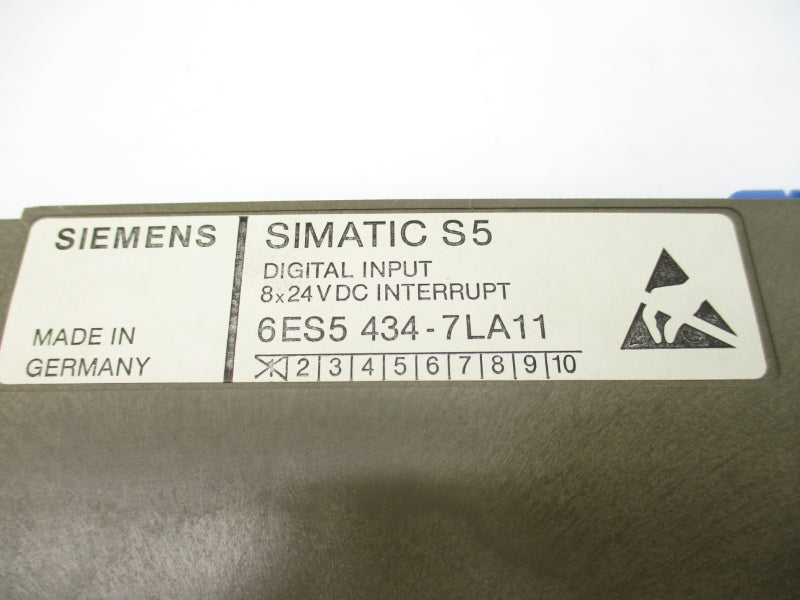 SIEMENS
MADE IN
GERMANY
SIMATIC S5
DIGITAL INPUT
8x24VDC INTERRUPT
6ES5 434-7LA11
1|2|3|4|5|6|7|8|9|10